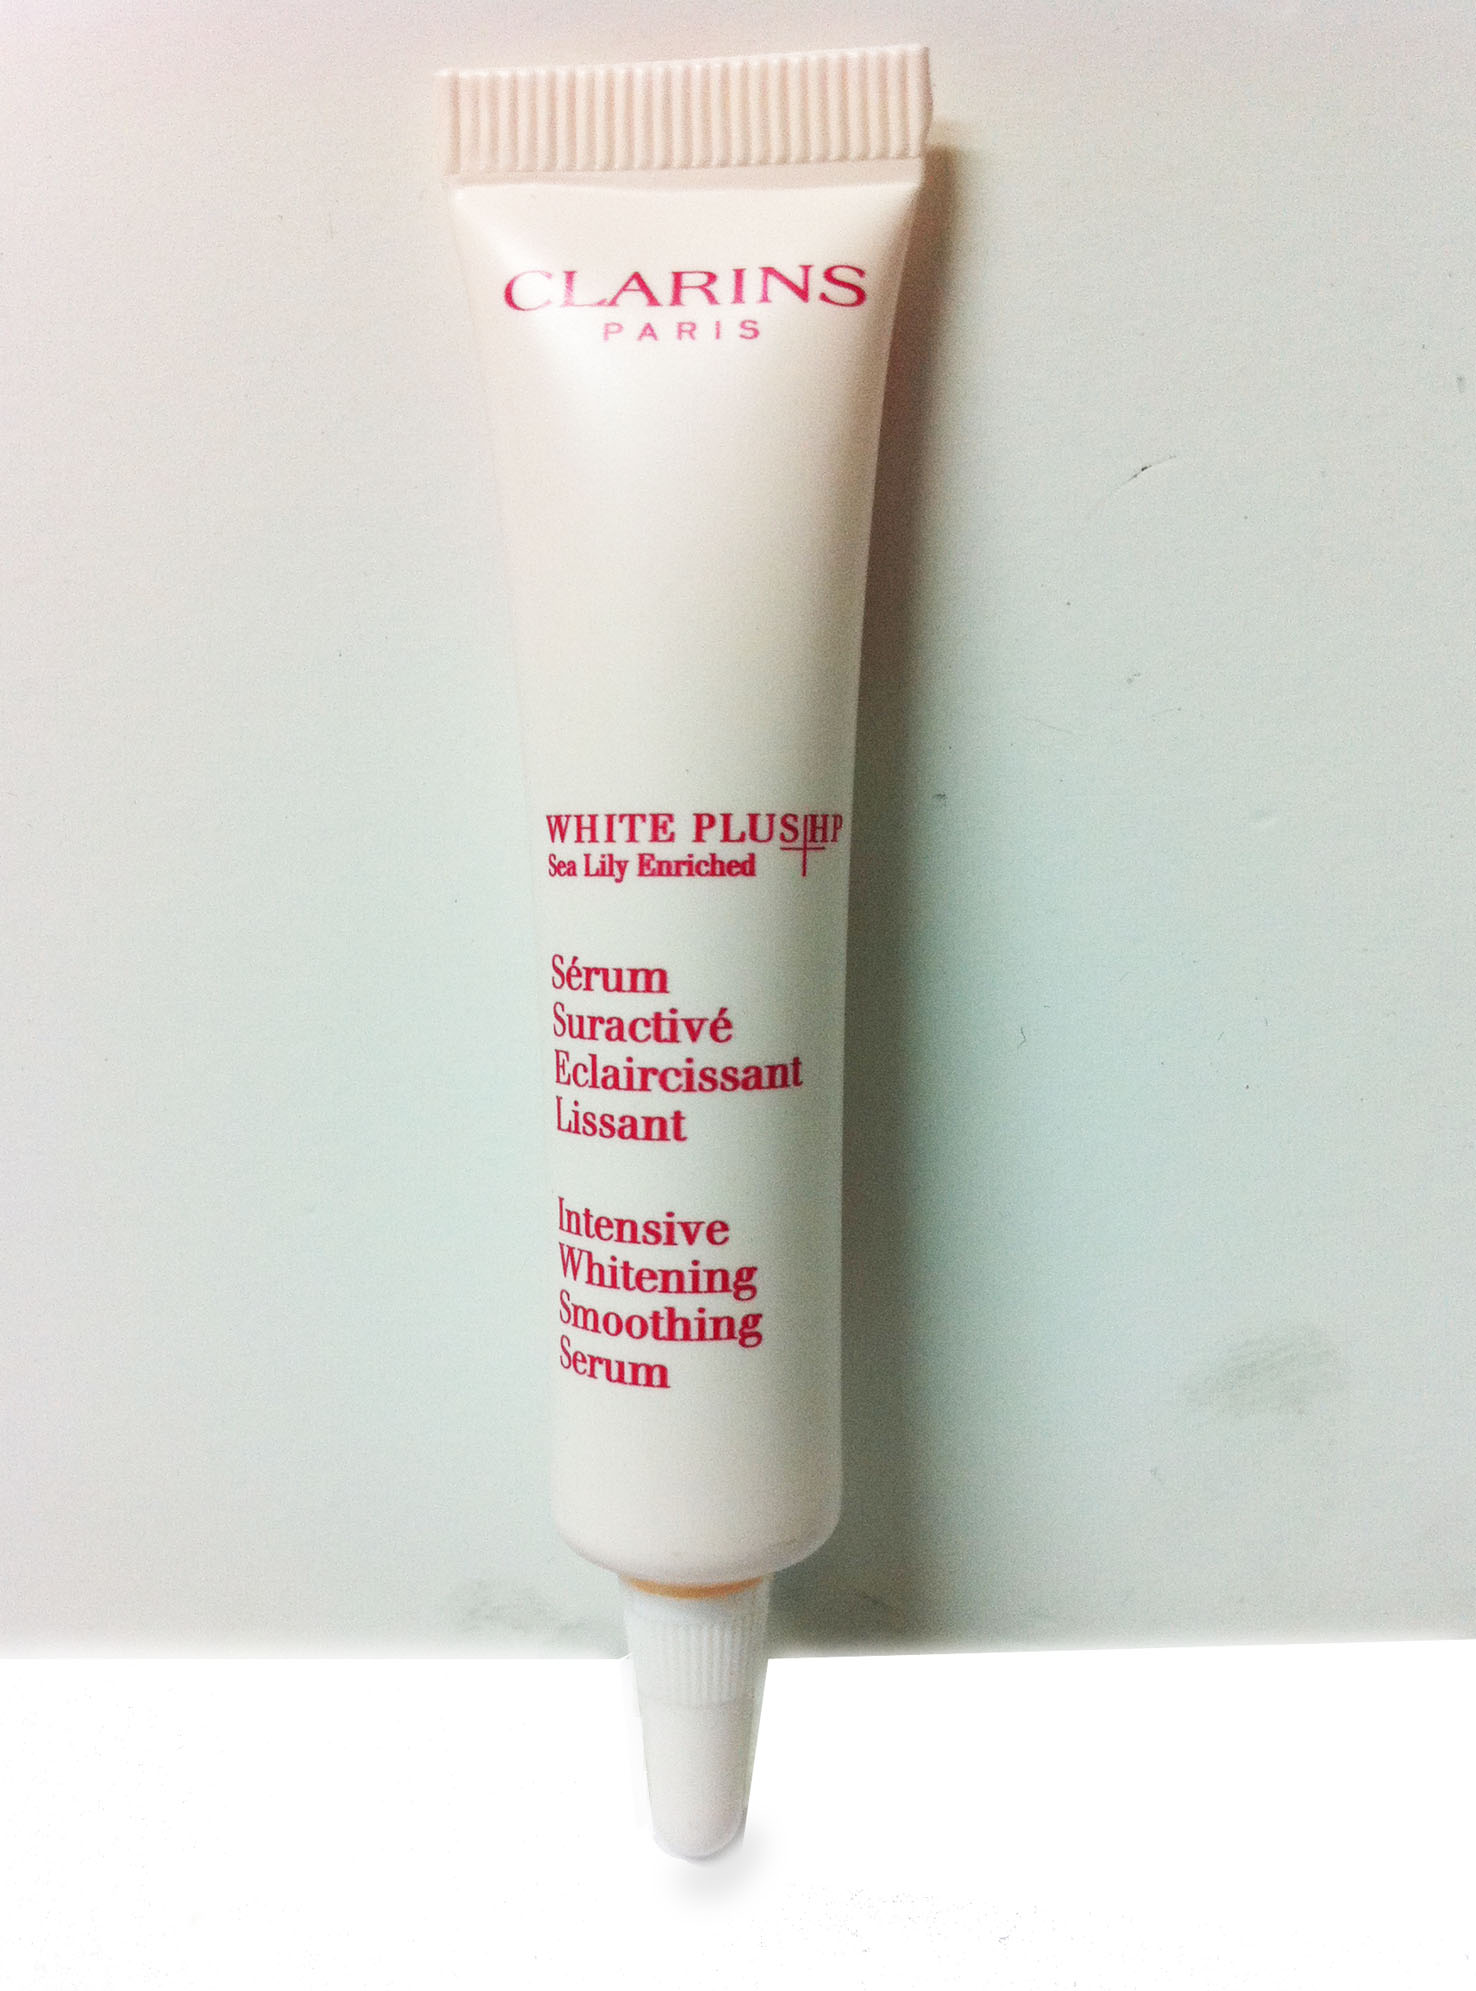 CLARINS
PARIS
WHITE PLUS HP
Sea Lily Enriched
Sérum
Suractivé
Eclaircissant
Lissant
Intensive
Whitening
Smoothing
Serum